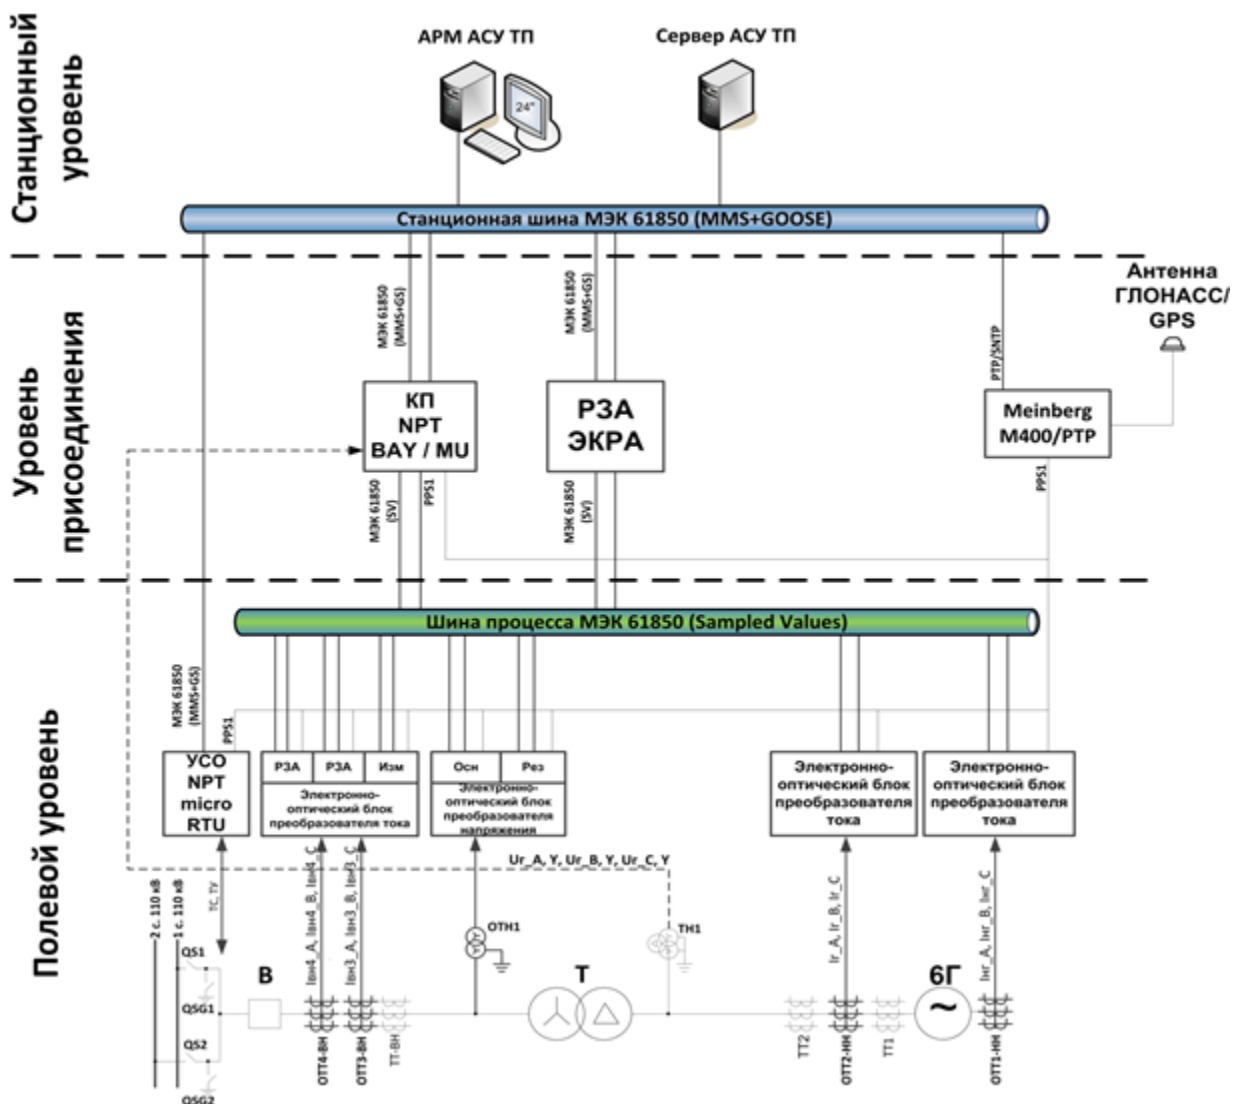 Станционный
уровень
АРМ АСУ ТП
Сервер АСУ ТП
24"
Станционная шина МЭК 61850 (MMS+GOOSE)
Уровень
присоединения
МЭК 61850
(MMS+GS)
МЭК 61850
(MMS+GS)
PTP/SNTP
Антенна
ГЛОНАСС/
GPS
КП
NPT
BAY / MU
РЗА
ЭКРА
Meinberg
M400/PTP
МЭК 61850
(SV)
PPS1
МЭК 61850
(SV)
PPS1
Полевой уровень
Шина процесса МЭК 61850 (Sampled Values)
МЭК 61850
(MMS+GS)
PPS1
УСО
NPT
micro
RTU
РЗА
РЗА
Изм
Электронно-
оптический блок
преобразователя тока
Осн
Рез
Электронно-
оптический блок
преобразователя
напряжения
Электронно-
оптический блок
преобразователя
тока
Электронно-
оптический блок
преобразователя
тока
Uг_A, Y, Uг_B, Y, Uг_C, Y
2 с. 110 кВ
1 с. 110 кВ
ТС, ТУ
Iвн4_A, Iвн4_B, Iвн4_C
Iвн3_A, Iвн3_B, Iвн3_C
ОТН1
ТН1
Iг_A, Iг_B, Iг_C
Iнг_A, Iнг_B, Iнг_C
QS1
QSG1
QS2
QSG2
В
Т
6Г
~
ОТТ4-ВН
ОТТ3-ВН
ТТ-ВН
ТТ2
ОТТ2-НН
ТТ1
ОТТ1-НН